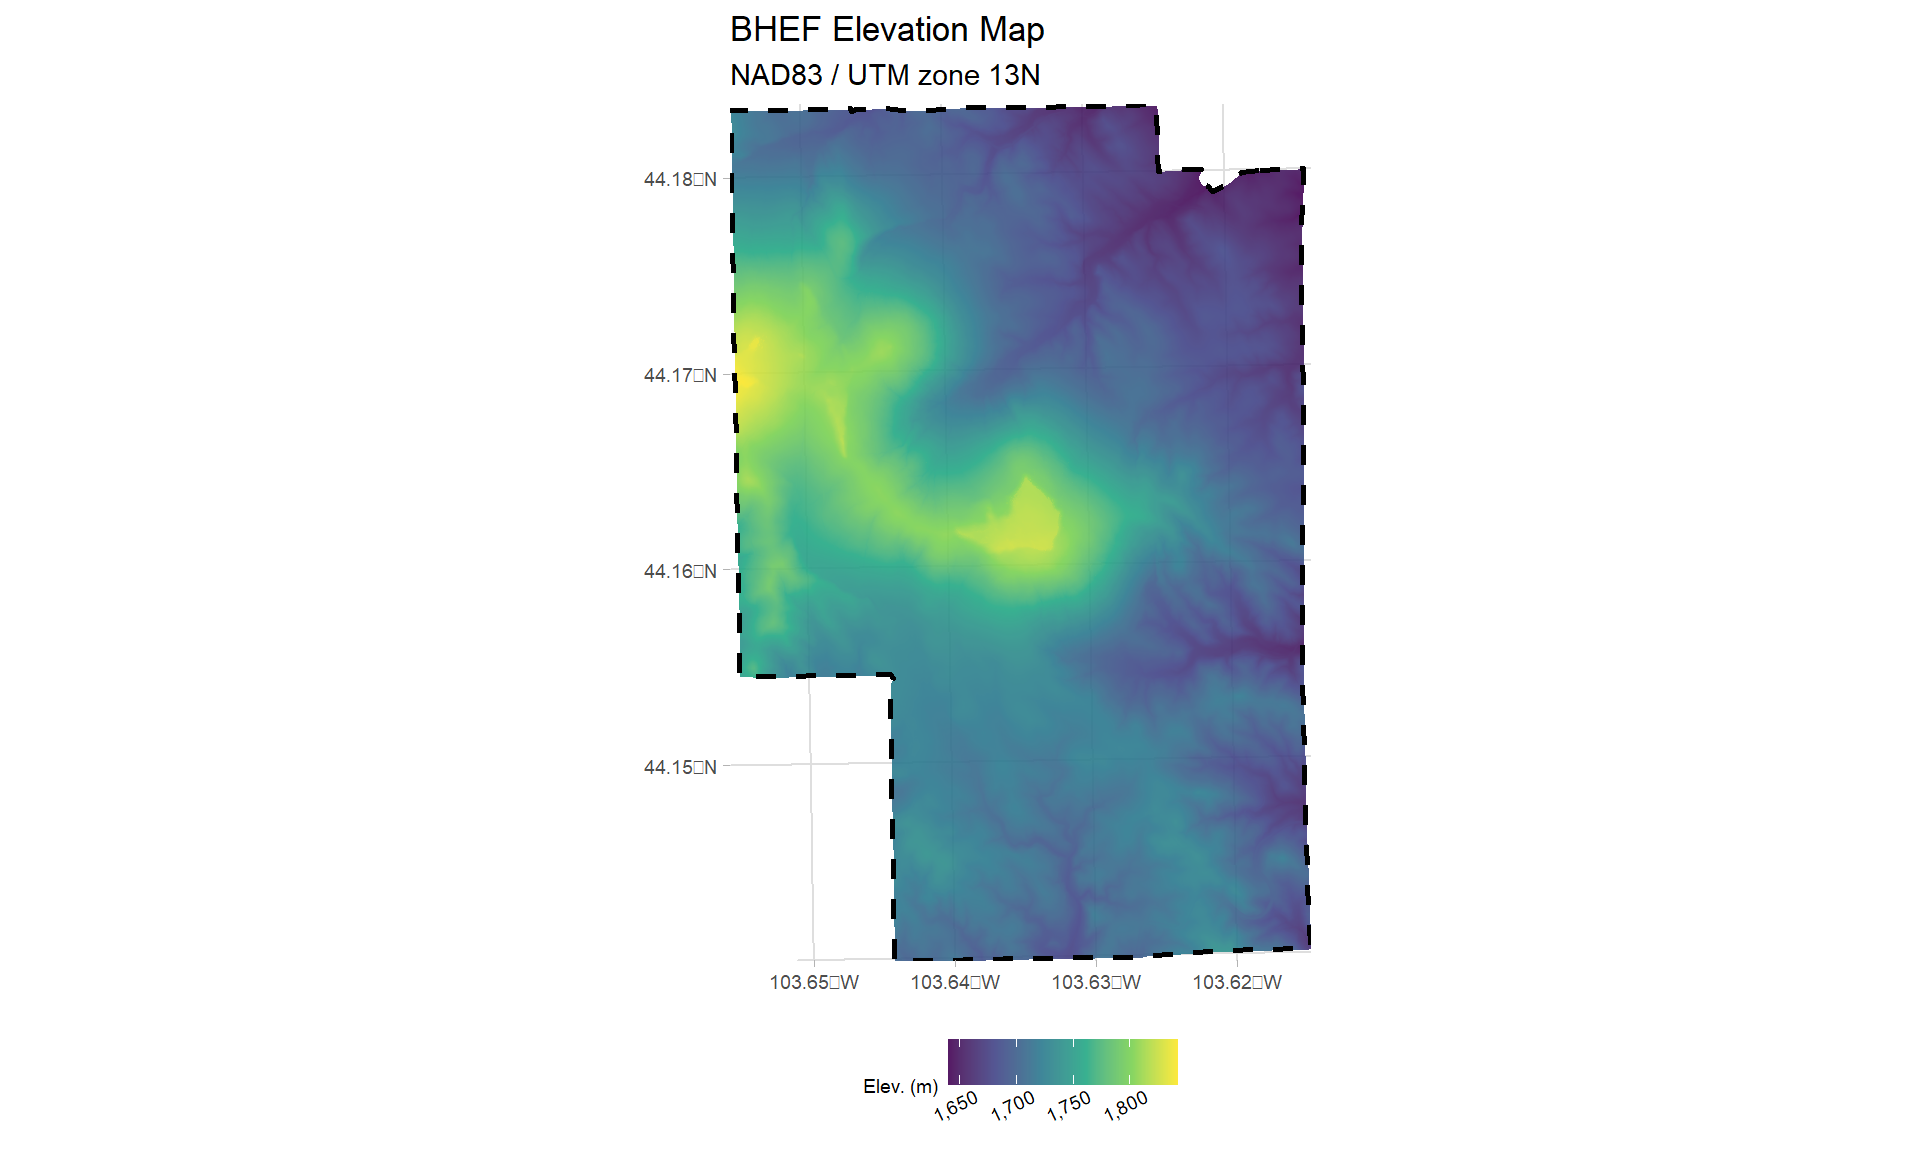 BHEF Elevation Map
NAD83 / UTM zone 13N
44.18□N
44.17□N
44.16□N
44.15□N
103.65□W 103.64□W 103.63□W 103.62□W
Elev. (m)
1,650 1,700 1,750 1,800